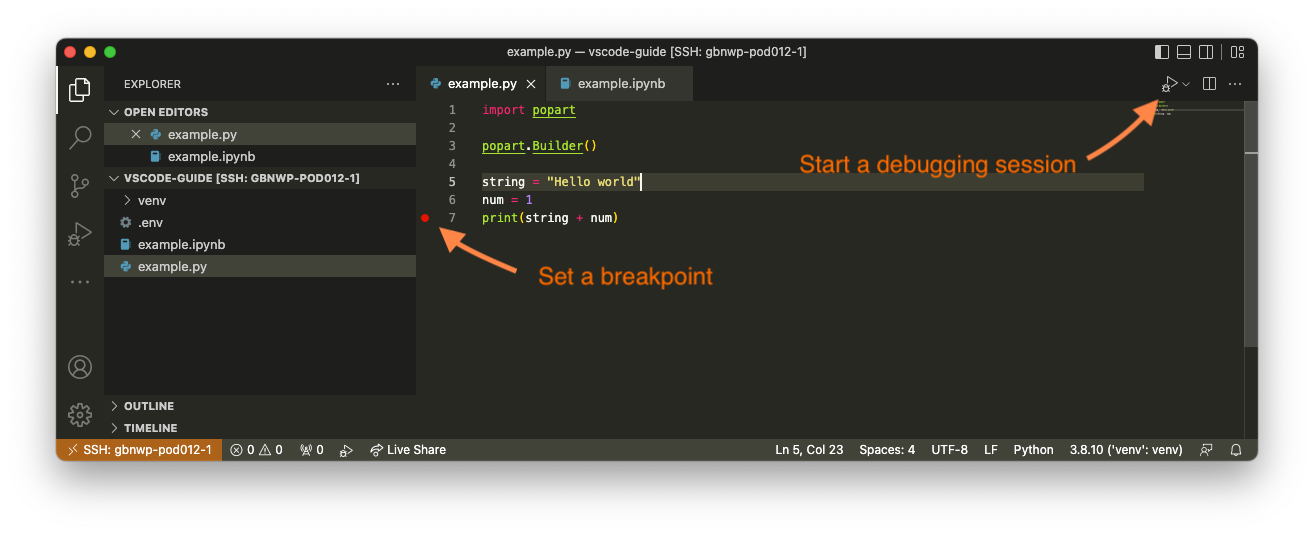 example.py — vscode-guide [SSH: gbnwp-pod012-1]
EXPLORER
OPEN EDITORS
example.py
example.ipynb
VSCODE-GUIDE [SSH: GBNWP-POD012-1]
venv
.env
example.ipynb
example.py
OUTLINE
TIMELINE
example.py
example.ipynb
1 import popart
2
3 popart.Builder()
4
5 string = "Hello world"
6 num = 1
7 print(string + num)
Start a debugging session
Set a breakpoint
SSH: gbnwp-pod012-1 0 0 0 Live Share Ln 5, Col 23 Spaces: 4 UTF-8 LF Python 3.8.10 ('venv': venv)